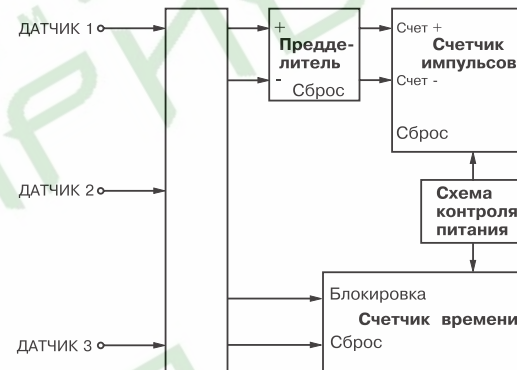 ДАТЧИК 1
+
Предде-
литель
-
Сброс
Счет +
Счетчик
импульсов
Счет -
Сброс
ДАТЧИК 2
Схема
контроля
питания
Блокировка
Счетчик времени
ДАТЧИК 3
Сброс